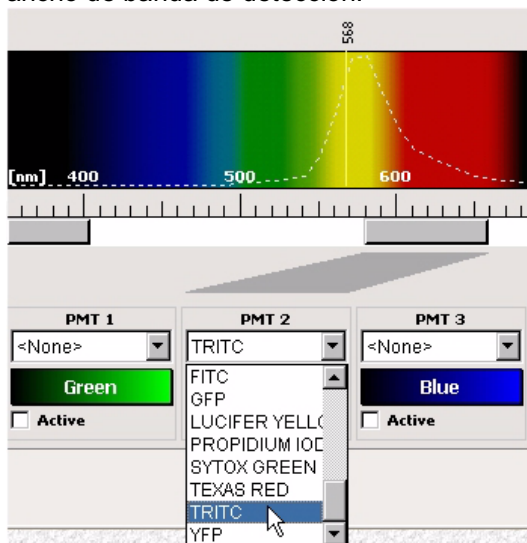 ancho de banda de detección.
568
[nm] 400 500 600
PMT 1 PMT 2 PMT 3
<None> TRITC <None>
Green Blue
Active Active
FITC
GFP
LUCIFER YELLO
PROPIDIUM IOD
SYTOX GREEN
TEXAS RED
TRITC
YFP